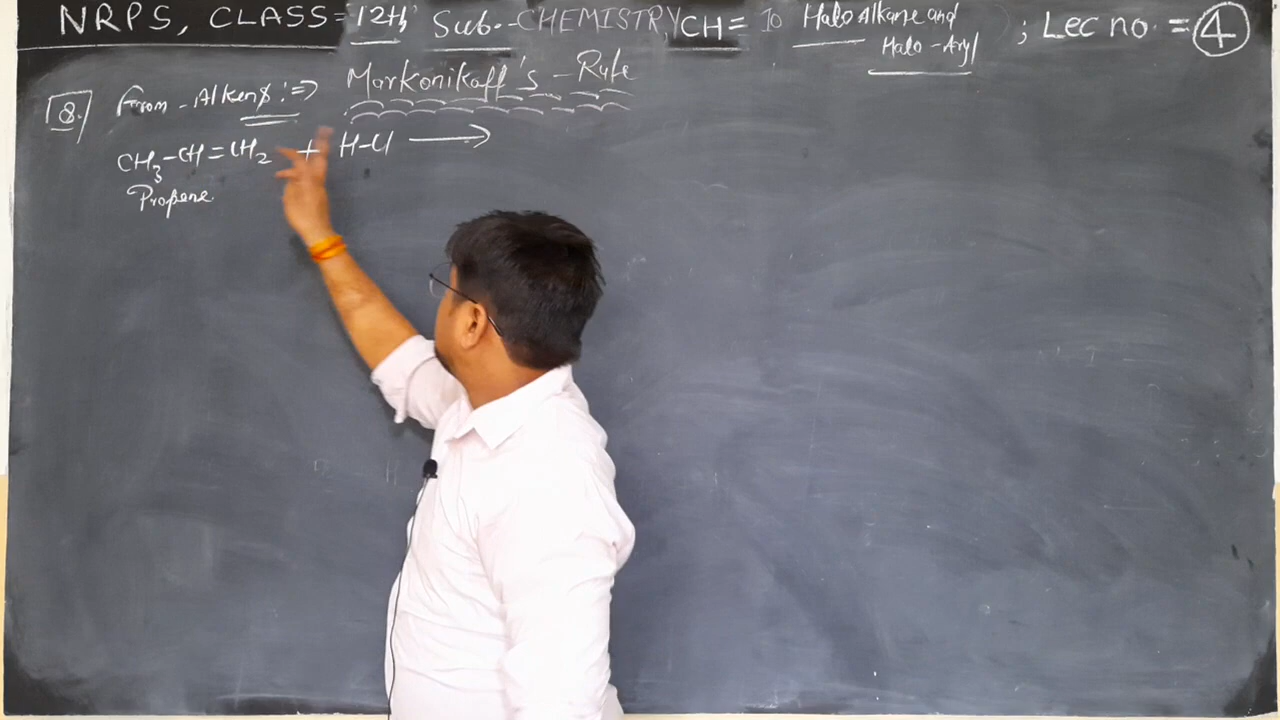 NRPS, CLASS = 12th, Sub.- CHEMISTRY, CH = 10 Halo Alkane and Halo-Aryl ; Lec no. = 4
8. From - Alkens :⇒ Markonikoff's - Rule
CH3-CH=CH2 + H-Cl ⟶
Propene